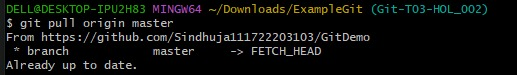 DELL@DESKTOP-IPU2H83 MINGW64 ~/Downloads/ExampleGit (Git-TO3-HOL_002)
$ git pull origin master
From https://github.com/Sindhuja111722203103/GitDemo
 * branch            master     -> FETCH_HEAD
Already up to date.